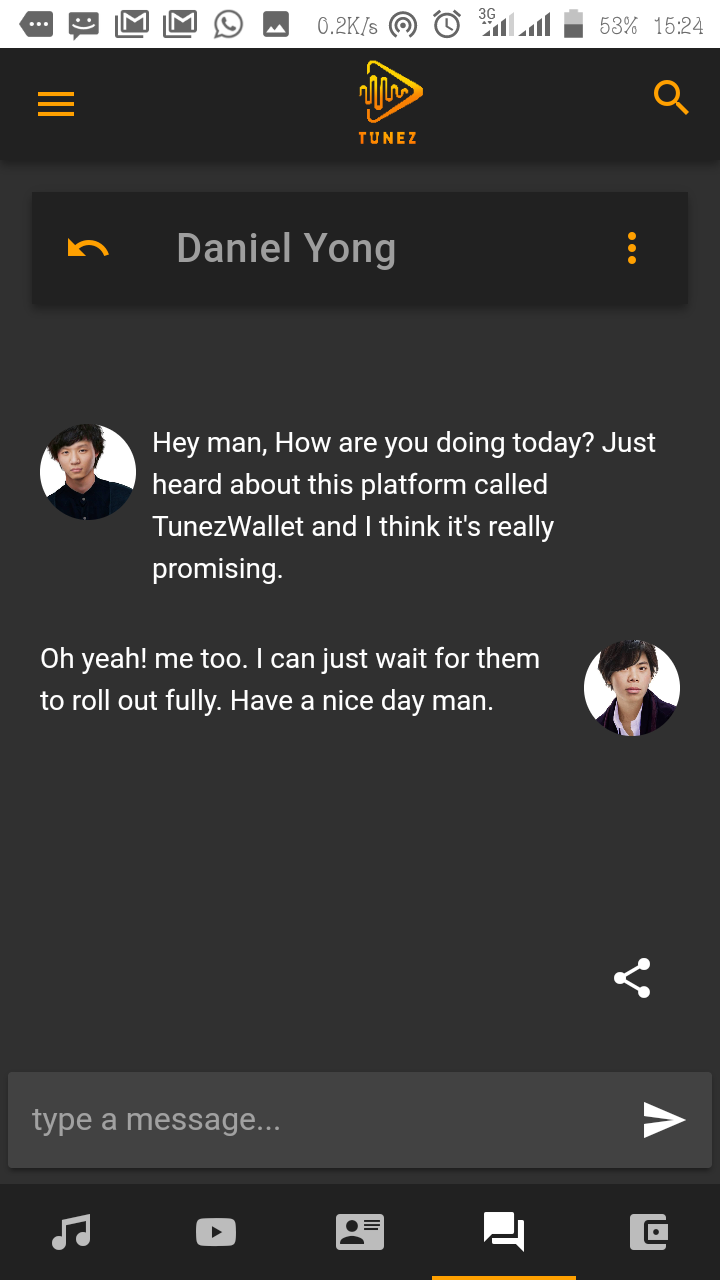 0.2K/s 3G 53% 15:24
TUNEZ
Daniel Yong
Hey man, How are you doing today? Just
heard about this platform called
TunezWallet and I think it's really
promising.
Oh yeah! me too. I can just wait for them
to roll out fully. Have a nice day man.
type a message...